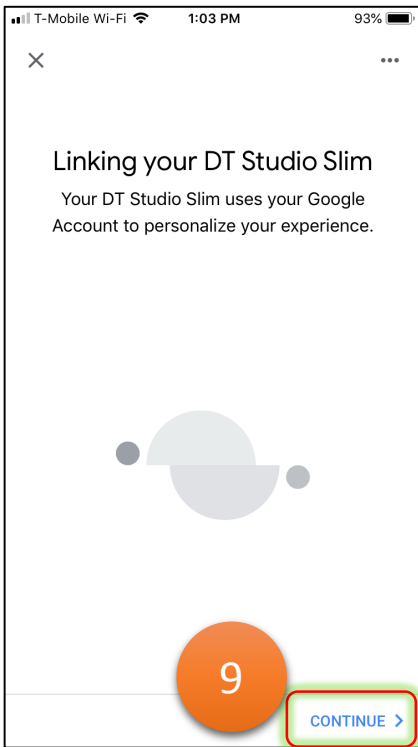 T-Mobile Wi-Fi 1:03 PM 93%
Linking your DT Studio Slim
Your DT Studio Slim uses your Google
Account to personalize your experience.
9
CONTINUE